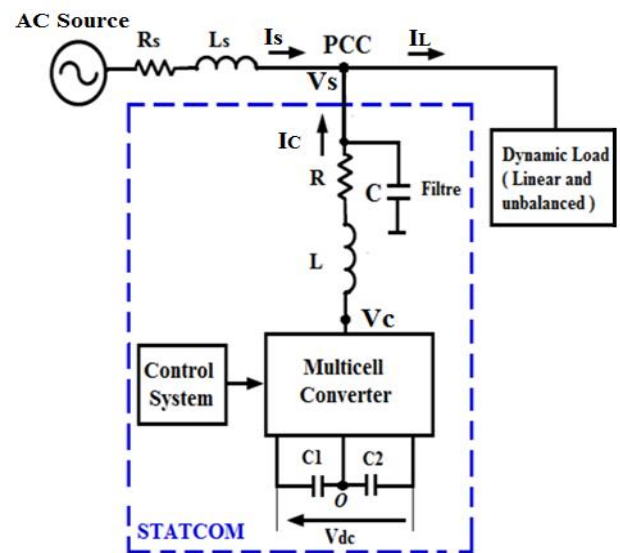 AC Source
Rs
Ls
Is
PCC
IL
Vs
Ic
R
C
Filtre
Dynamic Load
( Linear and
unbalanced )
L
Vc
Control
System
Multicell
Converter
C1
C2
O
STATCOM
Vdc